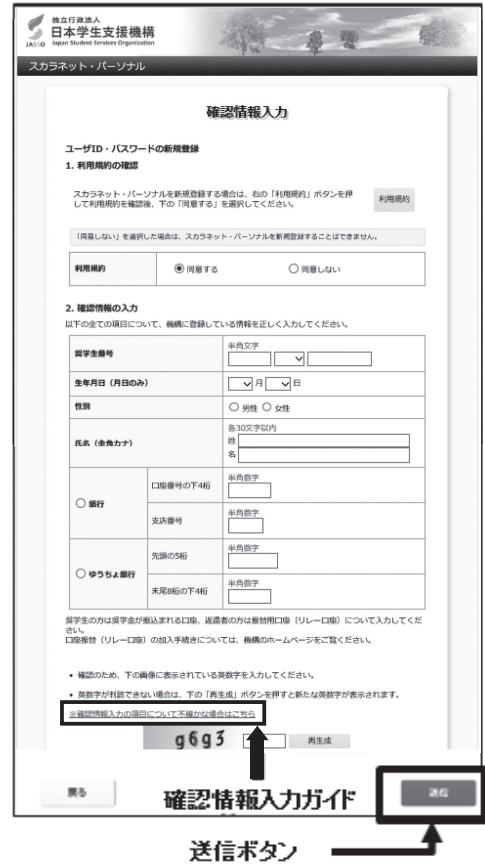 独立行政法人
日本学生支援機構
JASSO Japan Student Services Organization
スカラネット・パーソナル
確認情報入力
ユーザID・パスワードの新規登録
1. 利用規約の確認
スカラネット・パーソナルを新規登録する場合は、右の「利用規約」ボタンを押
して利用規約を確認後、下の「同意する」を選択してください。
利用規約
「同意しない」を選択した場合は、スカラネット・パーソナルを新規登録することはできません。
利用規約 同意する 同意しない
2. 確認情報の入力
以下の全ての項目について、機構に登録している情報を正しく入力してください。
奨学生番号 半角文字
生年月日（月日のみ） 月 日
性別 男性 女性
氏名（全角カナ） 各30文字以内
姓
名
銀行
口座番号の下4桁 半角数字
支店番号 半角数字
ゆうちょ銀行
先頭の5桁 半角数字
末尾8桁の下4桁 半角数字
奨学生の方は奨学金が振込まれる口座、返還者の方は振替用口座（リレー口座）について入力してくだ
さい。
口座振替（リレー口座）の加入手続きについては、機構のホームページをご覧ください。
• 確認のため、下の画像に表示されている英数字を入力してください。
• 英数字が判読できない場合は、下の「再生成」ボタンを押すと新たな英数字が表示されます。
※確認情報入力の項目について不確かな場合はこちら
g6g3 再生成
戻る
確認情報入力ガイド
送信
送信ボタン